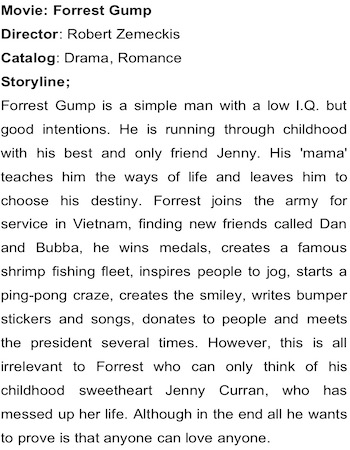 Movie: Forrest Gump
Director: Robert Zemeckis
Catalog: Drama, Romance
Storyline;
Forrest Gump is a simple man with a low I.Q. but
good intentions. He is running through childhood
with his best and only friend Jenny. His 'mama'
teaches him the ways of life and leaves him to
choose his destiny. Forrest joins the army for
service in Vietnam, finding new friends called Dan
and Bubba, he wins medals, creates a famous
shrimp fishing fleet, inspires people to jog, starts a
ping-pong craze, creates the smiley, writes bumper
stickers and songs, donates to people and meets
the president several times. However, this is all
irrelevant to Forrest who can only think of his
childhood sweetheart Jenny Curran, who has
messed up her life. Although in the end all he wants
to prove is that anyone can love anyone.